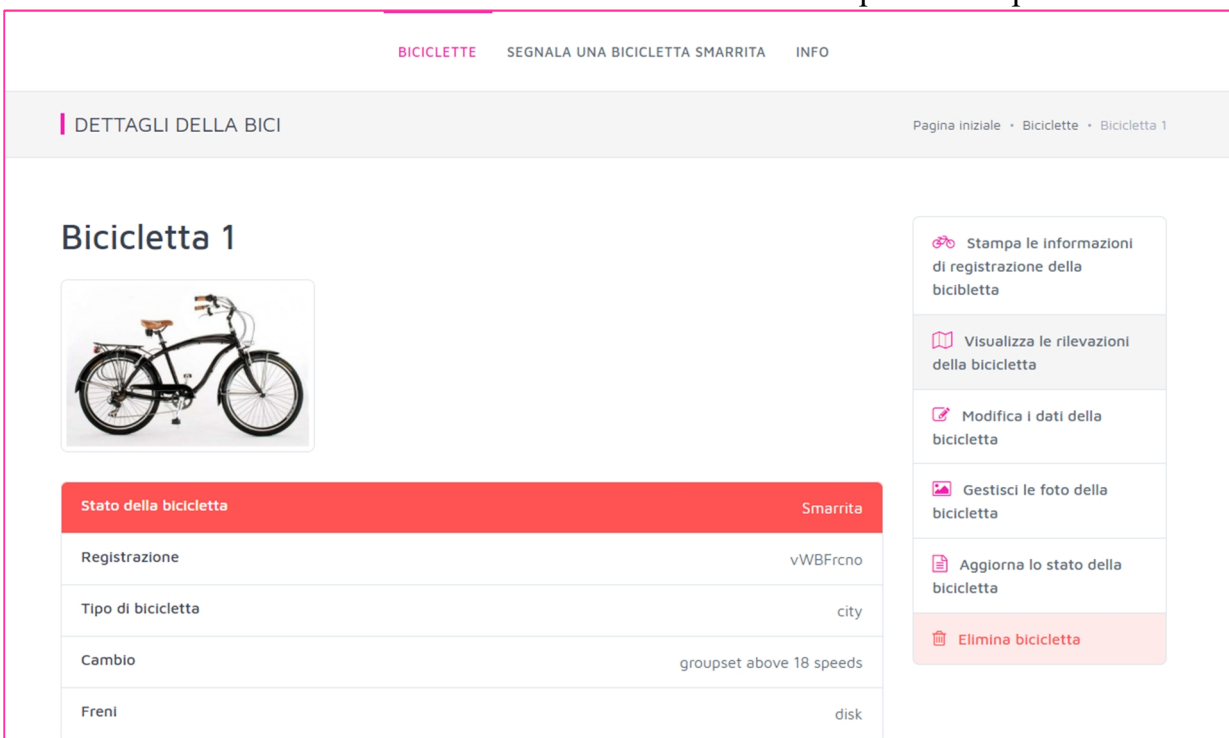 BICICLETTE SEGNALA UNA BICICLETTA SMARRITA INFO
DETTAGLI DELLA BICI
Pagina iniziale • Biciclette • Bicicletta 1
Bicicletta 1
Stato della bicicletta Smarrita
Registrazione vWBFrcno
Tipo di bicicletta city
Cambio groupset above 18 speeds
Freni disk
Stampa le informazioni
di registrazione della
bicibletta
Visualizza le rilevazioni
della bicicletta
Modifica i dati della
bicicletta
Gestisci le foto della
bicicletta
Aggiorna lo stato della
bicicletta
Elimina bicicletta